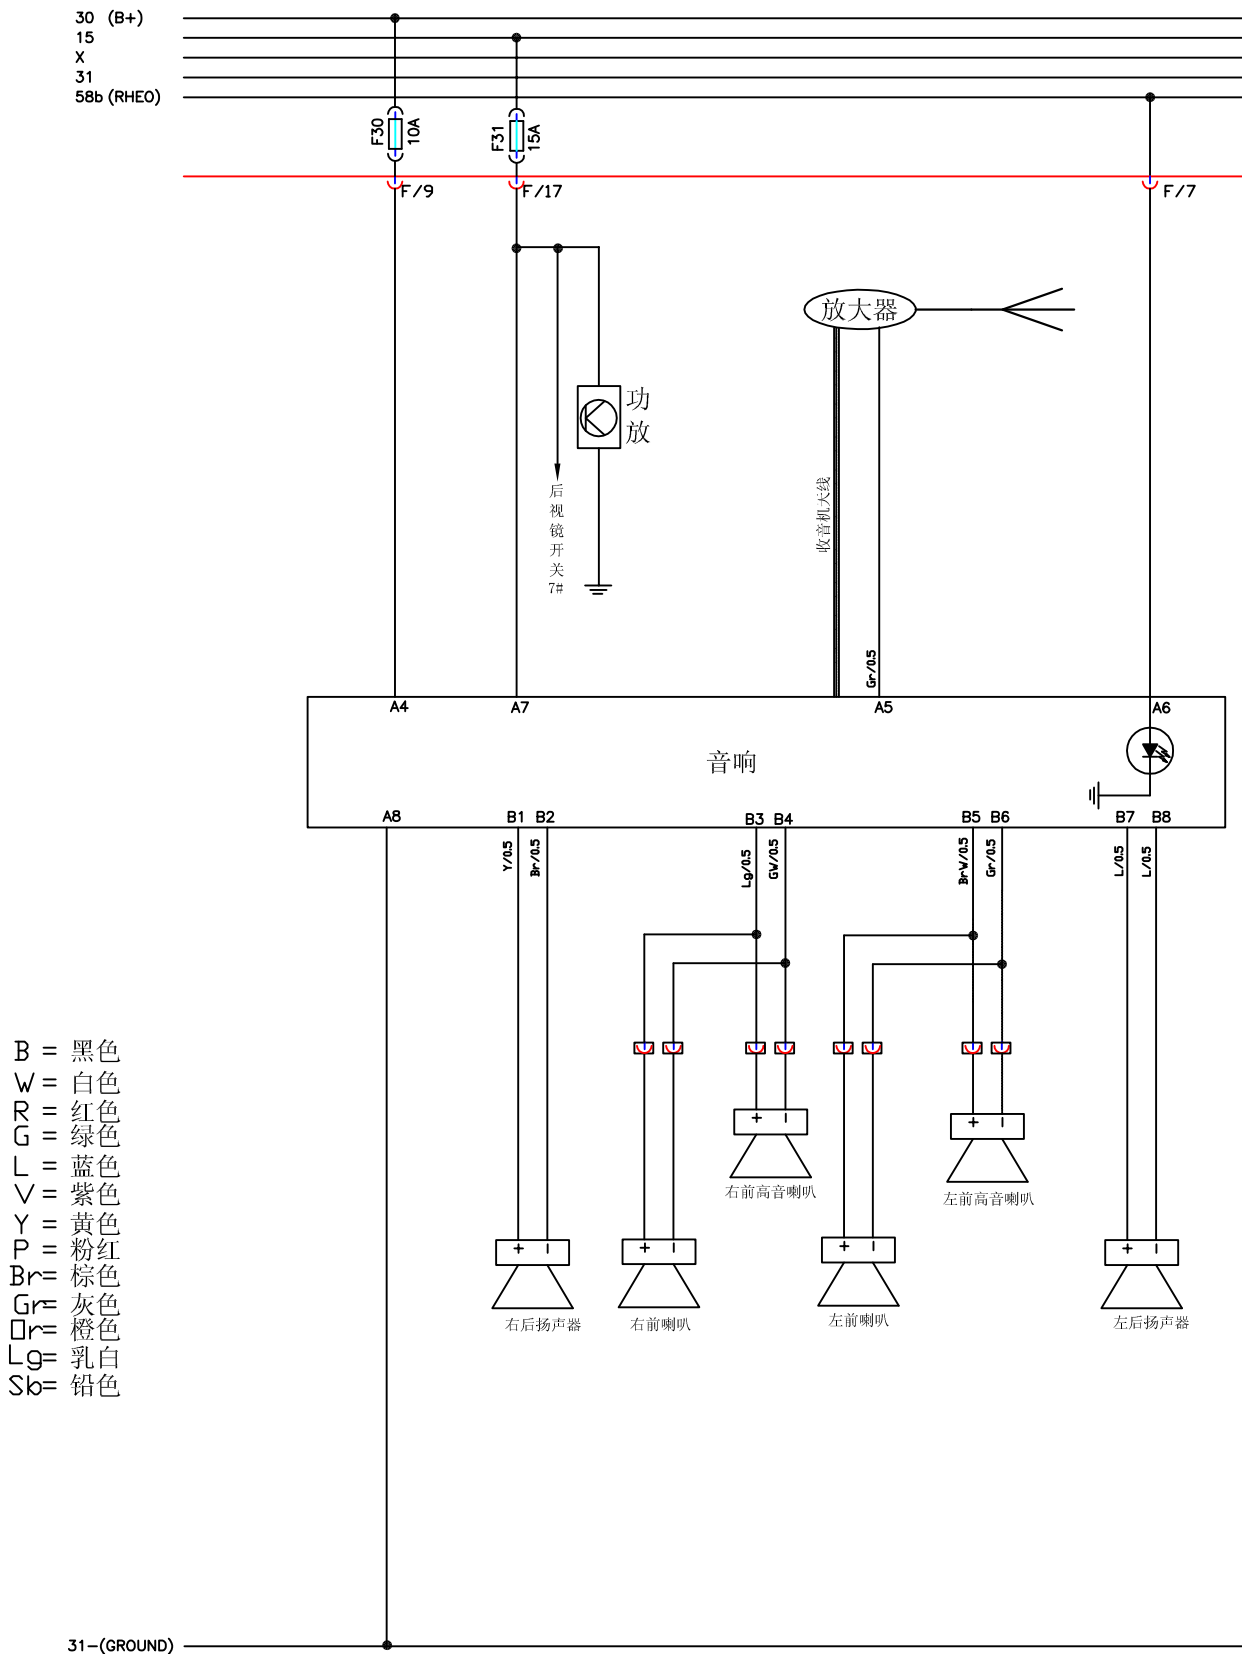 30 (B+)
15
X
31
58b (RHEO)
F30
10A
F31
15A
F/9
F/17
F/7
放大器
功
放
后
视
镜
开
关
7#
收音机天线
Gr/0.5
A4
A7
A5
A6
音响
A8
B1
B2
B3
B4
B5
B6
B7
B8
Y/0.5
Br/0.5
Lg/0.5
GW/0.5
BrW/0.5
Gr/0.5
L/0.5
L/0.5
B = 黑色
W = 白色
R = 红色
G = 绿色
L = 蓝色
V = 紫色
Y = 黄色
P = 粉红
Br= 棕色
Gr= 灰色
Or= 橙色
Lg= 乳白
Sb= 铅色
+ -
右前高音喇叭
+ -
左前高音喇叭
+ -
右后扬声器
+ -
右前喇叭
+ -
左前喇叭
+ -
左后扬声器
31-(GROUND)